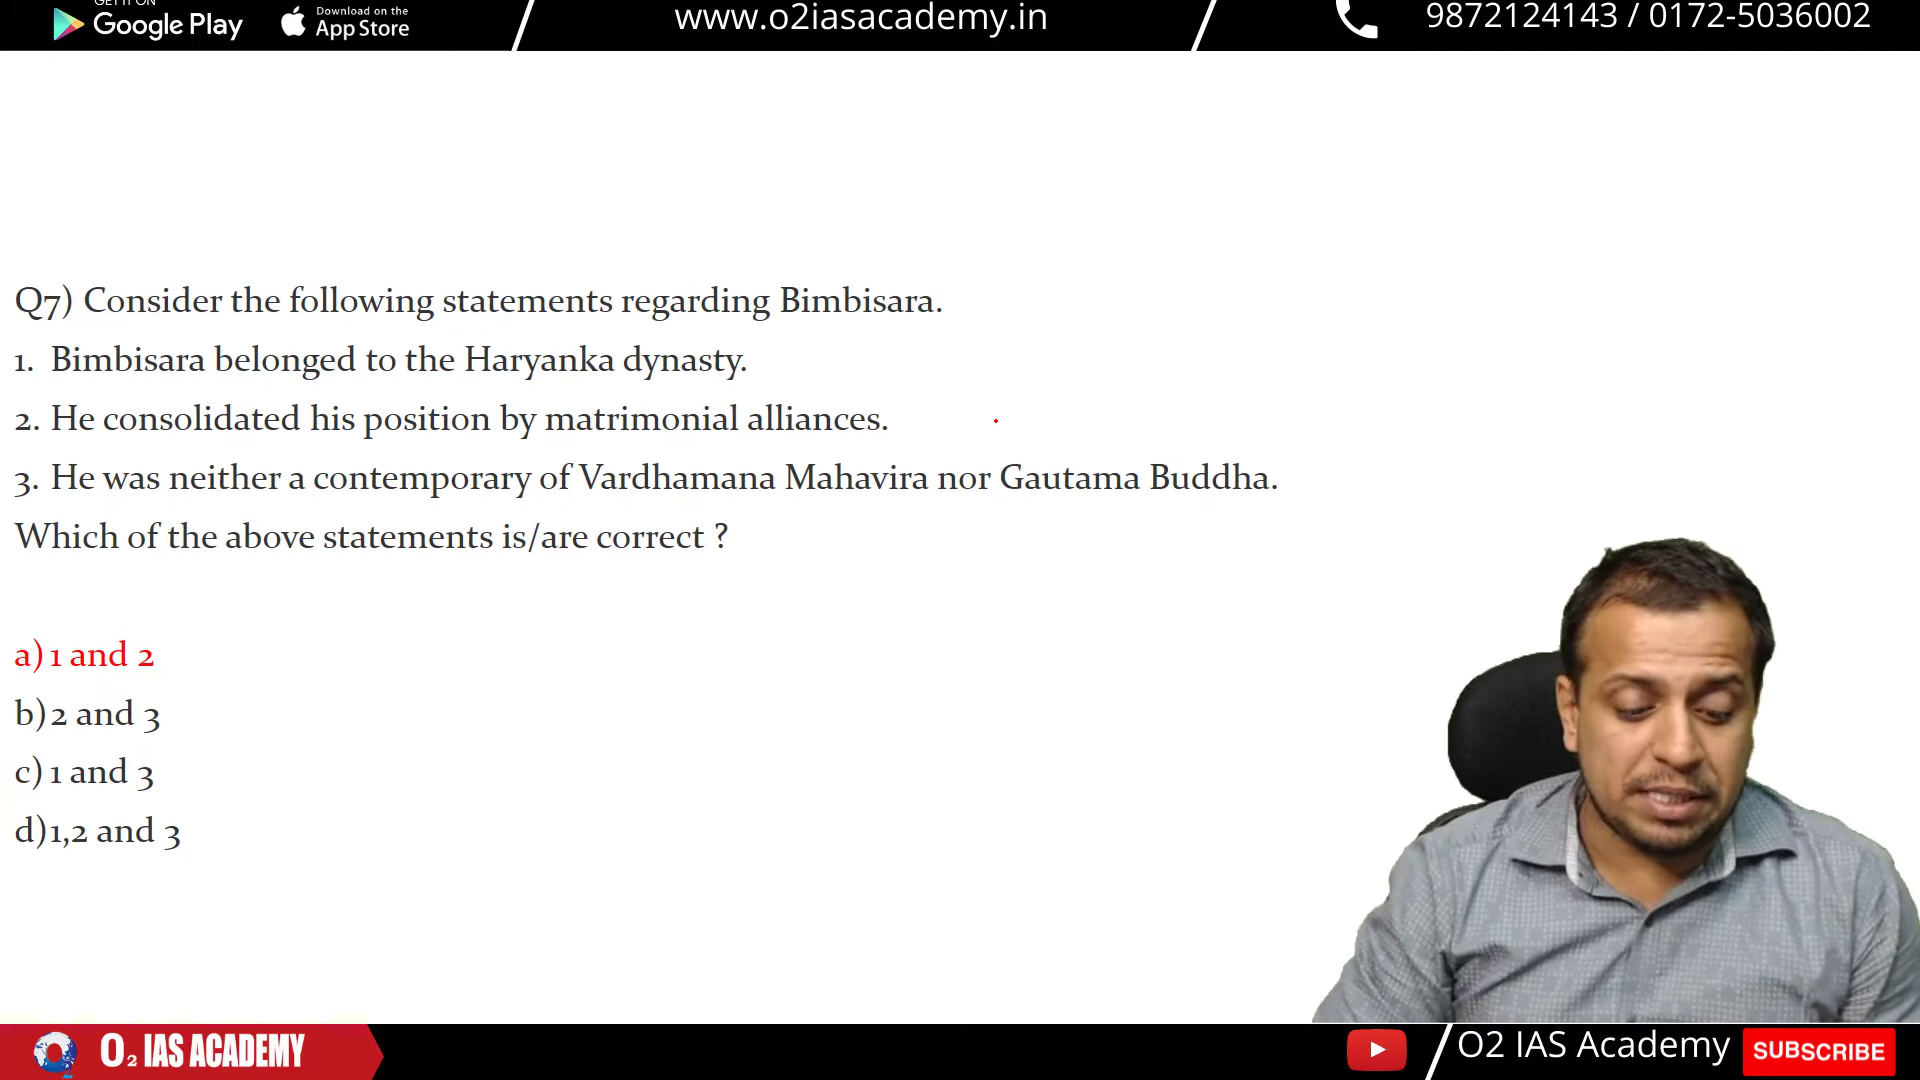 GET IT ON
Google Play
Download on the
App Store
www.o2iasacademy.in
9872124143 / 0172-5036002
Q7) Consider the following statements regarding Bimbisara.
1. Bimbisara belonged to the Haryanka dynasty.
2. He consolidated his position by matrimonial alliances.
3. He was neither a contemporary of Vardhamana Mahavira nor Gautama Buddha.
Which of the above statements is/are correct ?
a) 1 and 2
b) 2 and 3
c) 1 and 3
d) 1,2 and 3
O2 IAS ACADEMY
O2 IAS Academy
SUBSCRIBE